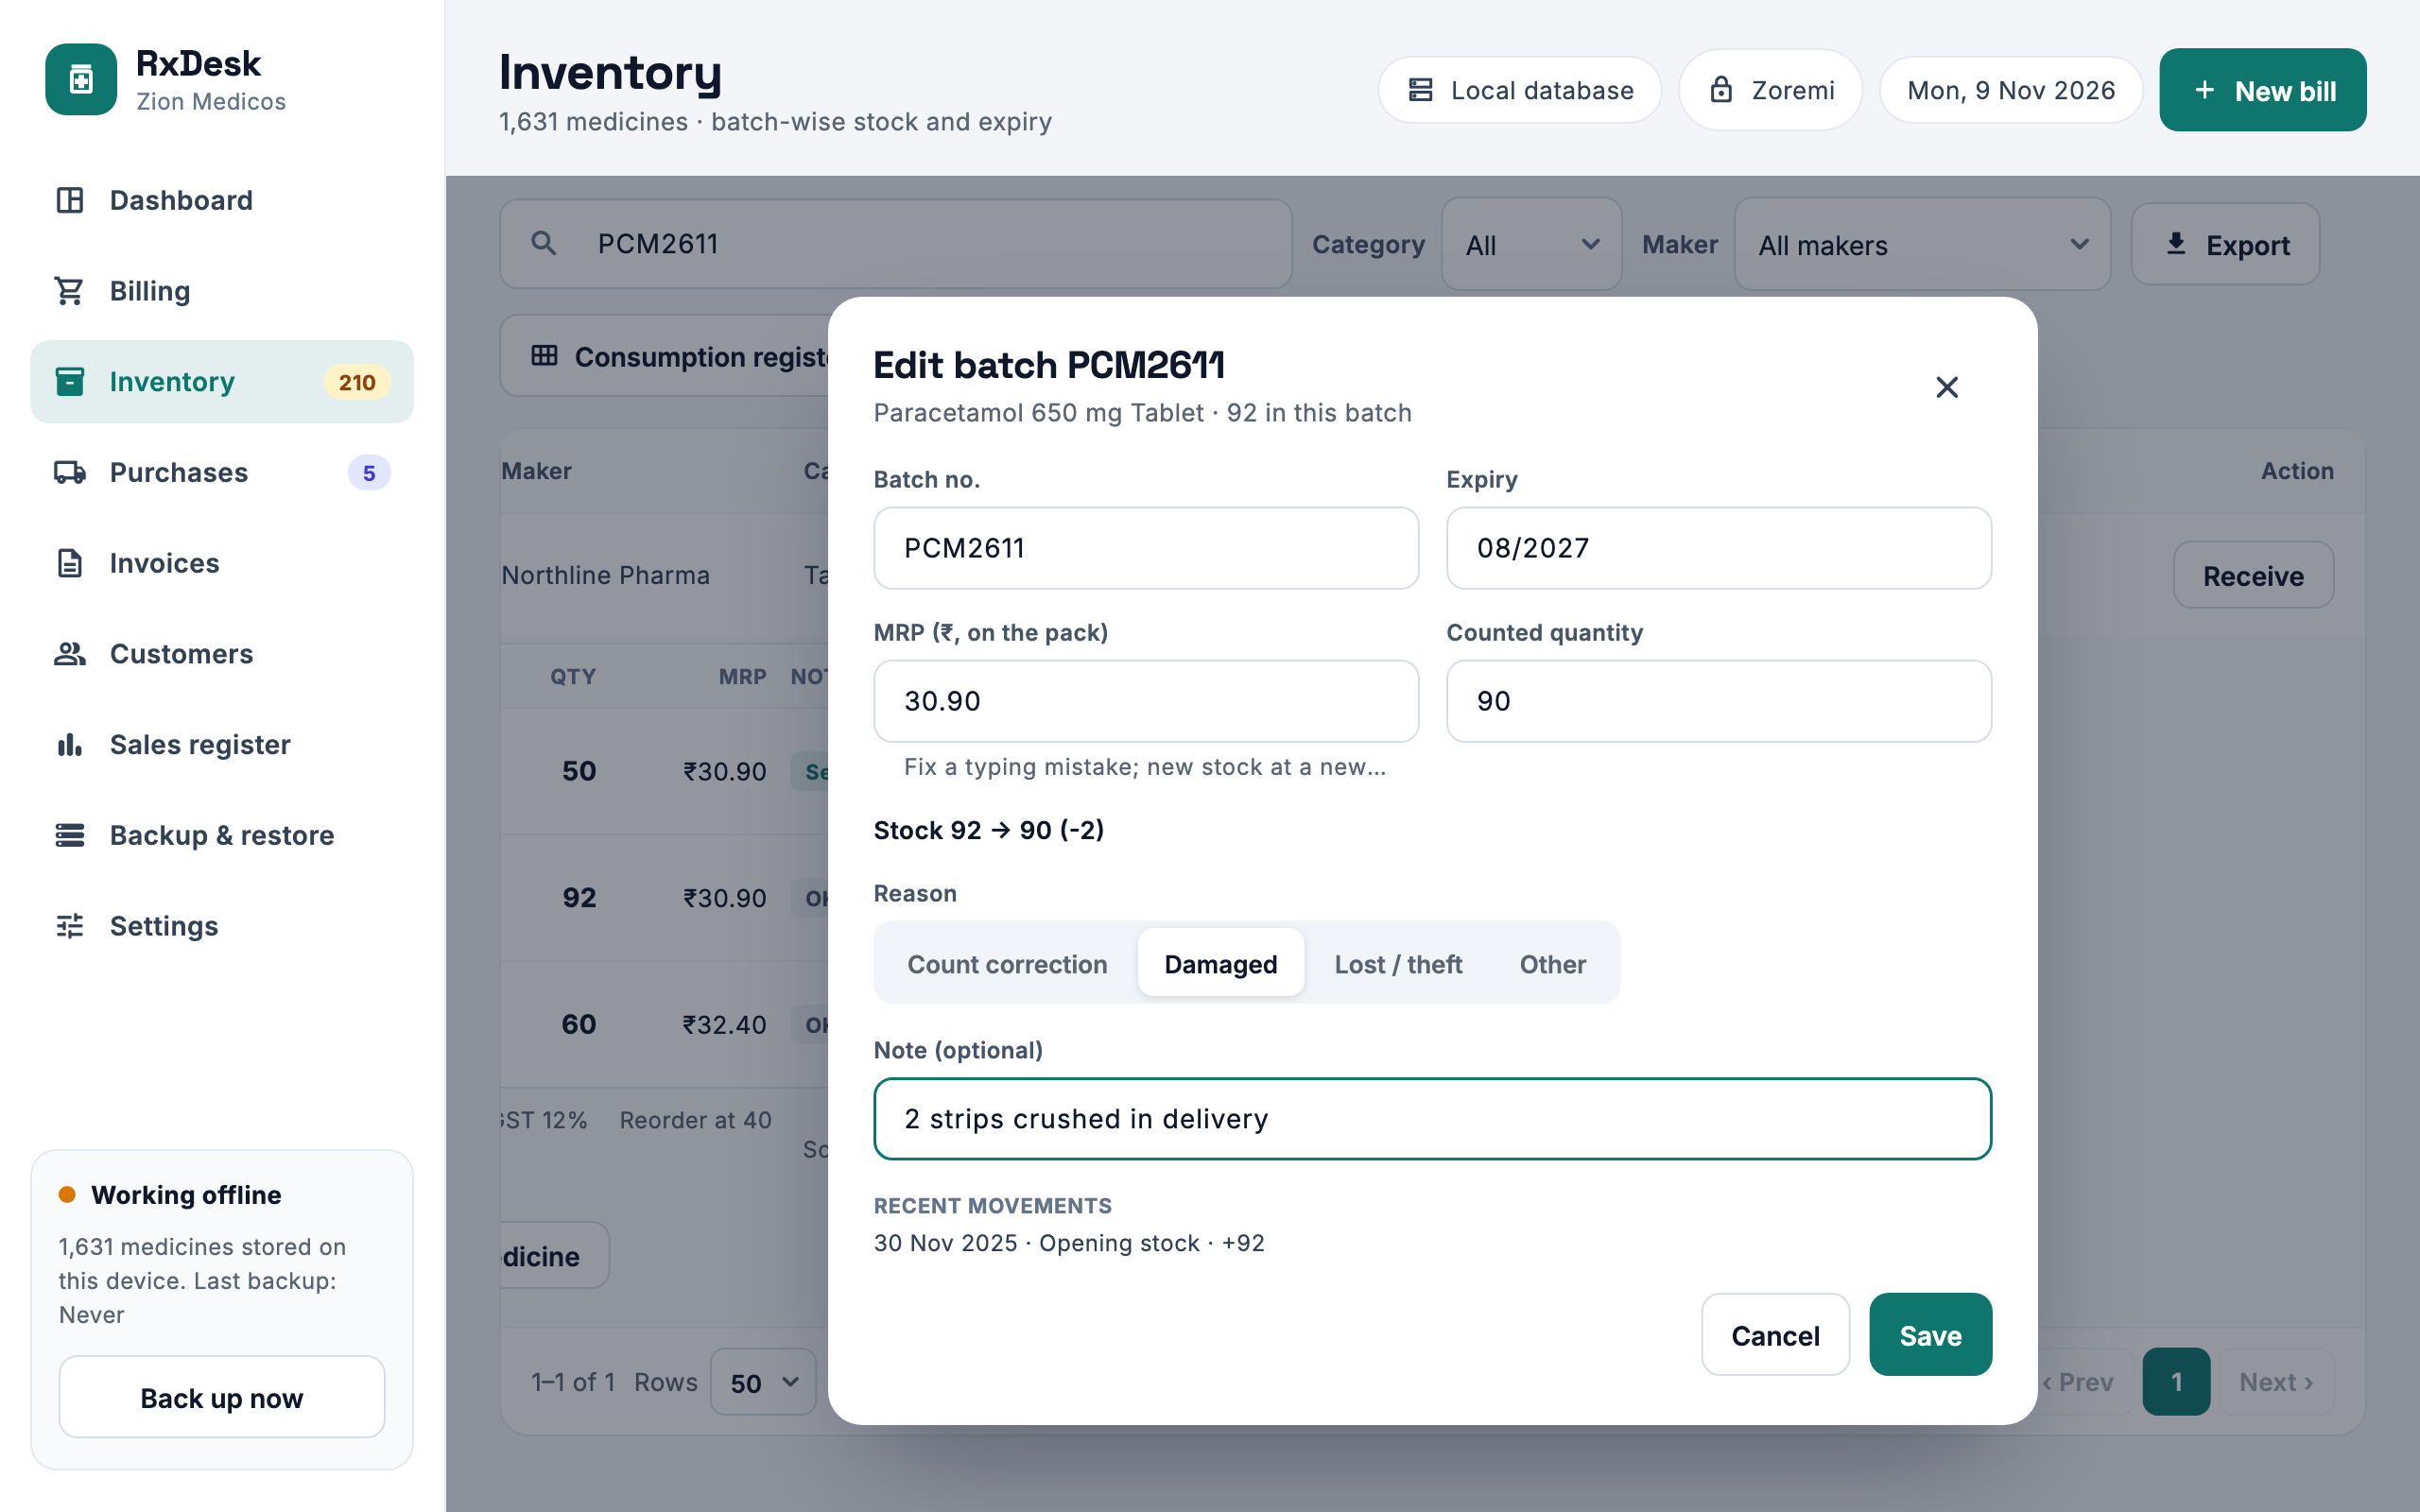 RxDesk
Zion Medicos
Dashboard
Billing
Inventory 210
Purchases 5
Invoices
Customers
Sales register
Backup & restore
Settings
Working offline
1,631 medicines stored on
this device. Last backup:
Never
Back up now
Inventory
1,631 medicines · batch-wise stock and expiry
Local database
Zoremi
Mon, 9 Nov 2026
+ New bill
PCM2611
Category All
Maker All makers
Export
Consumption registe
Maker
Action
Northline Pharma
Receive
QTY MRP
50 ₹30.90
92 ₹30.90
60 ₹32.40
GST 12% Reorder at 40
edicine
1–1 of 1 Rows 50
‹ Prev 1 Next ›
Edit batch PCM2611
Paracetamol 650 mg Tablet · 92 in this batch
Batch no. Expiry
PCM2611 08/2027
MRP (₹, on the pack) Counted quantity
30.90 90
Fix a typing mistake; new stock at a new...
Stock 92 → 90 (-2)
Reason
Count correction Damaged Lost / theft Other
Note (optional)
2 strips crushed in delivery
RECENT MOVEMENTS
30 Nov 2025 · Opening stock · +92
Cancel Save